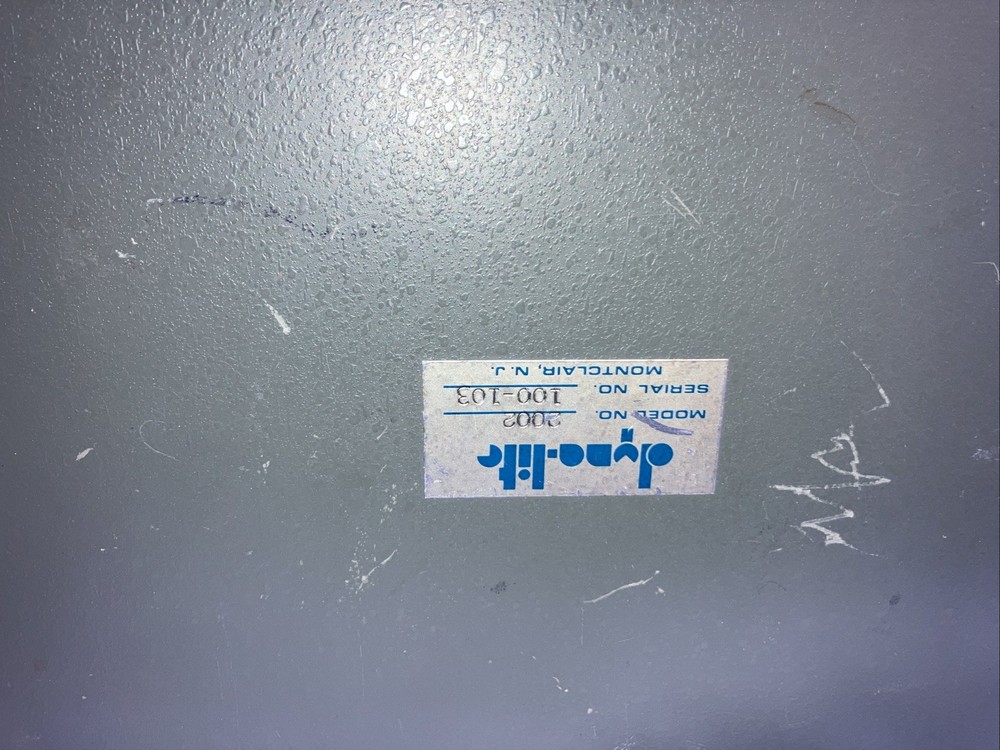 dyna-lite
MODEL NO. 2002
SERIAL NO. 100-103
MONTCLAIR, N.J.